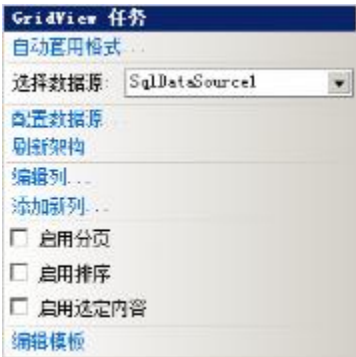 GridView 任务
自动套用格式...
选择数据源: SqlDataSource1
配置数据源...
刷新架构
编辑列...
添加新列...
启用分页
启用排序
启用选定内容
编辑模板